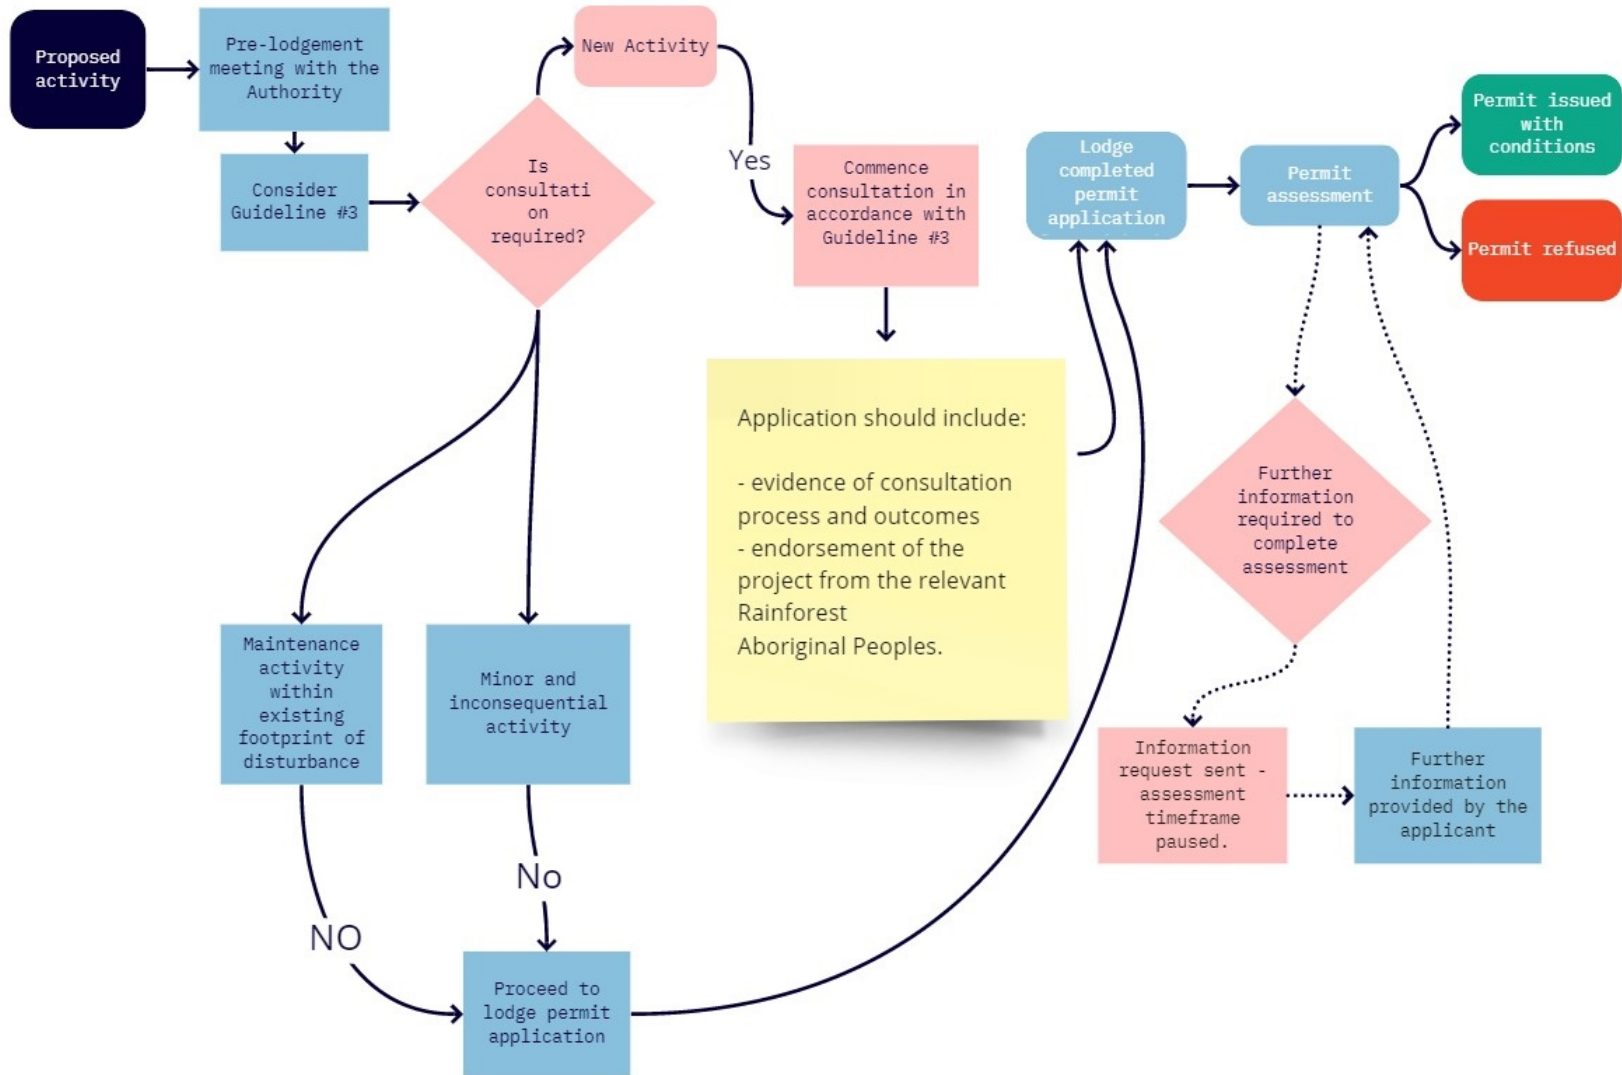 Proposed
activity
Pre-lodgement
meeting with the
Authority
Consider
Guideline #3
Is
consultati
on
required?
New Activity
Yes
Commence
consultation in
accordance with
Guideline #3
Application should include:
- evidence of consultation
process and outcomes
- endorsement of the
project from the relevant
Rainforest
Aboriginal Peoples.
Maintenance
activity
within
existing
footprint of
disturbance
Minor and
inconsequential
activity
NO
No
Proceed to
lodge permit
application
Lodge
completed
permit
application
Permit
assessment
Permit issued
with
conditions
Permit refused
Further
information
required to
complete
assessment
Information
request sent -
assessment
timeframe
paused.
Further
information
provided by the
applicant